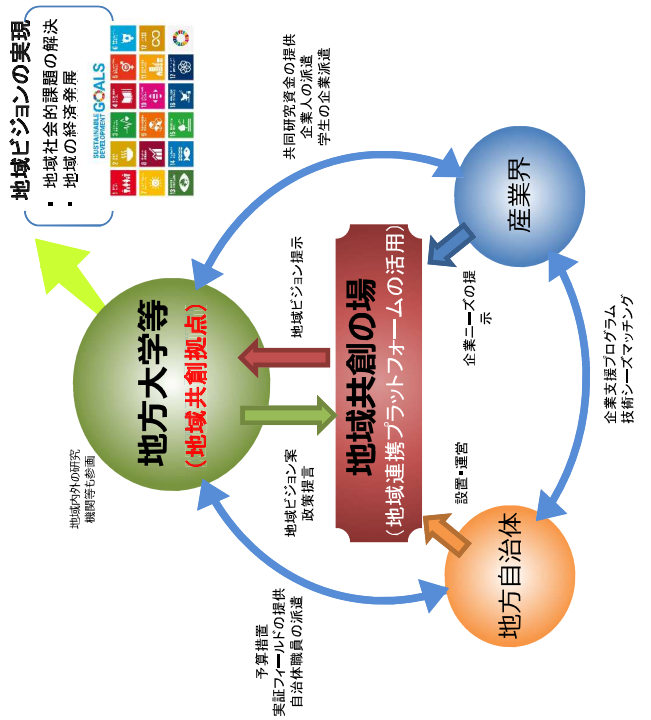 地域ビジョンの実現
▪ 地域社会的課題の解決
▪ 地域の経済発展
SUSTAINABLE
DEVELOPMENT
GOALS
地域内外の研究
機関等も参画
地方大学等
（地域共創拠点）
予算措置
実証フィールドの提供
自治体職員の派遣
地域ビジョン案
政策提言
地域ビジョン提示
共同研究資金の提供
企業人の派遣
学生の企業派遣
地域共創の場
（地域連携プラットフォームの活用）
設置・運営
企業ニーズの提
示
地方自治体
産業界
企業支援プログラム
技術シーズマッチング